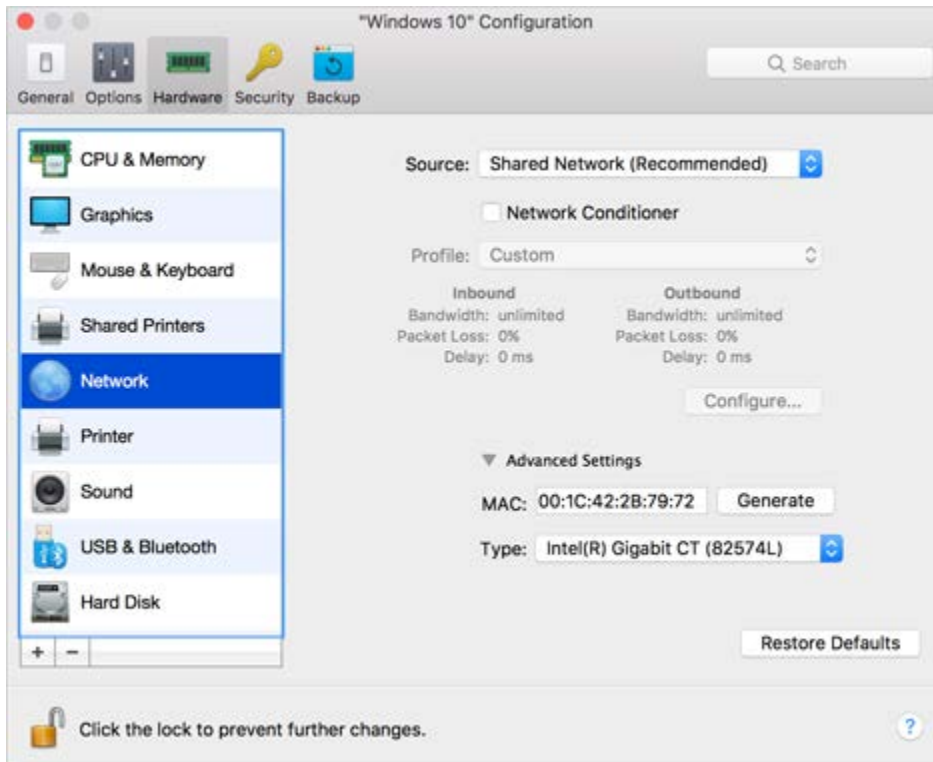 "Windows 10" Configuration
General Options Hardware Security Backup
Search
CPU & Memory
Graphics
Mouse & Keyboard
Shared Printers
Network
Printer
Sound
USB & Bluetooth
Hard Disk
+ −
Source: Shared Network (Recommended)
Network Conditioner
Profile: Custom
Inbound Outbound
Bandwidth: unlimited Bandwidth: unlimited
Packet Loss: 0% Packet Loss: 0%
Delay: 0 ms Delay: 0 ms
Configure...
Advanced Settings
MAC: 00:1C:42:2B:79:72 Generate
Type: Intel(R) Gigabit CT (82574L)
Restore Defaults
Click the lock to prevent further changes.
?